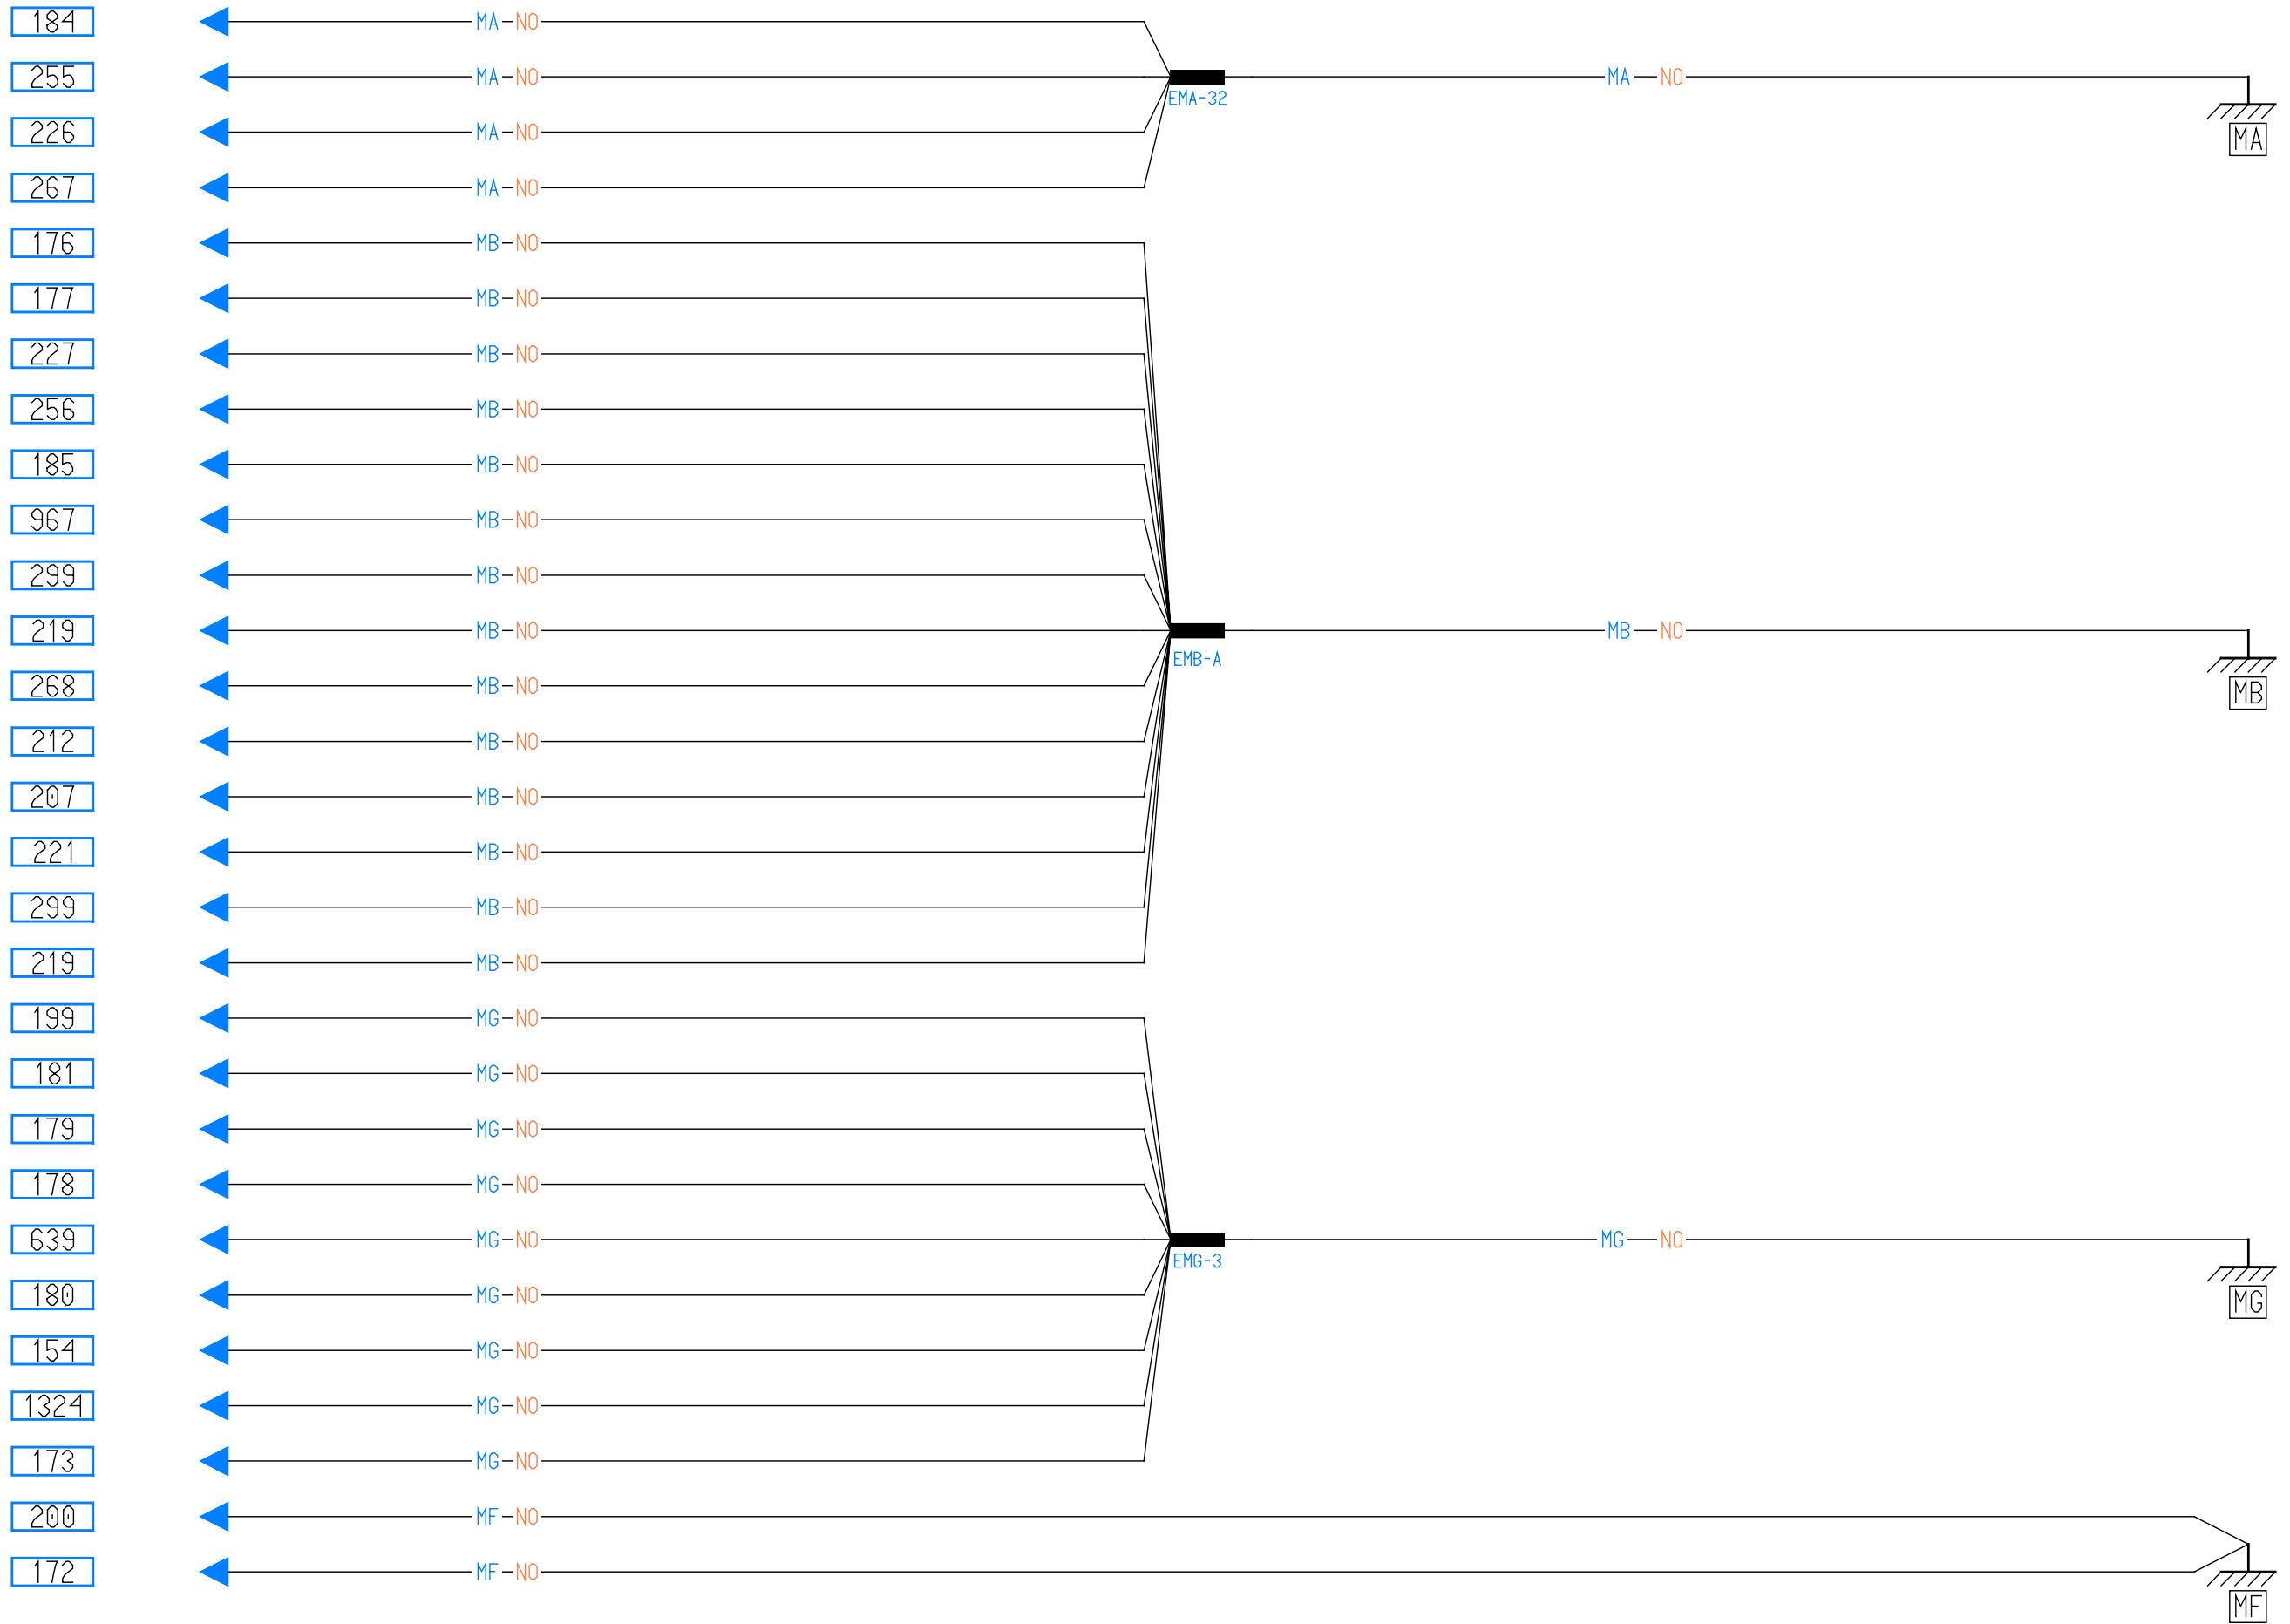 184 MA NO
255 MA NO MA NO
EMA-32
226 MA NO MA
267 MA NO
176 MB NO
177 MB NO
227 MB NO
256 MB NO
185 MB NO
967 MB NO
299 MB NO
219 MB NO MB NO
EMB-A
268 MB NO MB
212 MB NO
207 MB NO
221 MB NO
299 MB NO
219 MB NO
199 MG NO
181 MG NO
179 MG NO
178 MG NO
639 MG NO MG NO
EMG-3
180 MG NO MG
154 MG NO
1324 MG NO
173 MG NO
200 MF NO
172 MF NO
MF